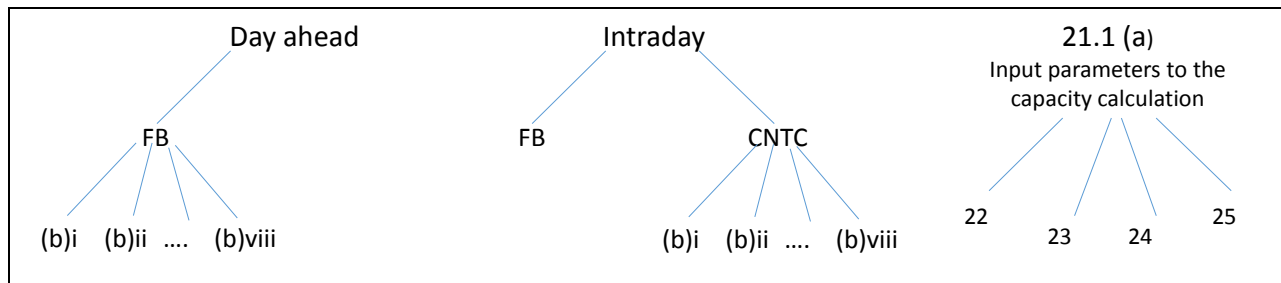 Day ahead
FB
(b)i (b)ii .... (b)viii
Intraday
FB CNTC
(b)i (b)ii .... (b)viii
21.1 (a)
Input parameters to the
capacity calculation
22 23 24 25